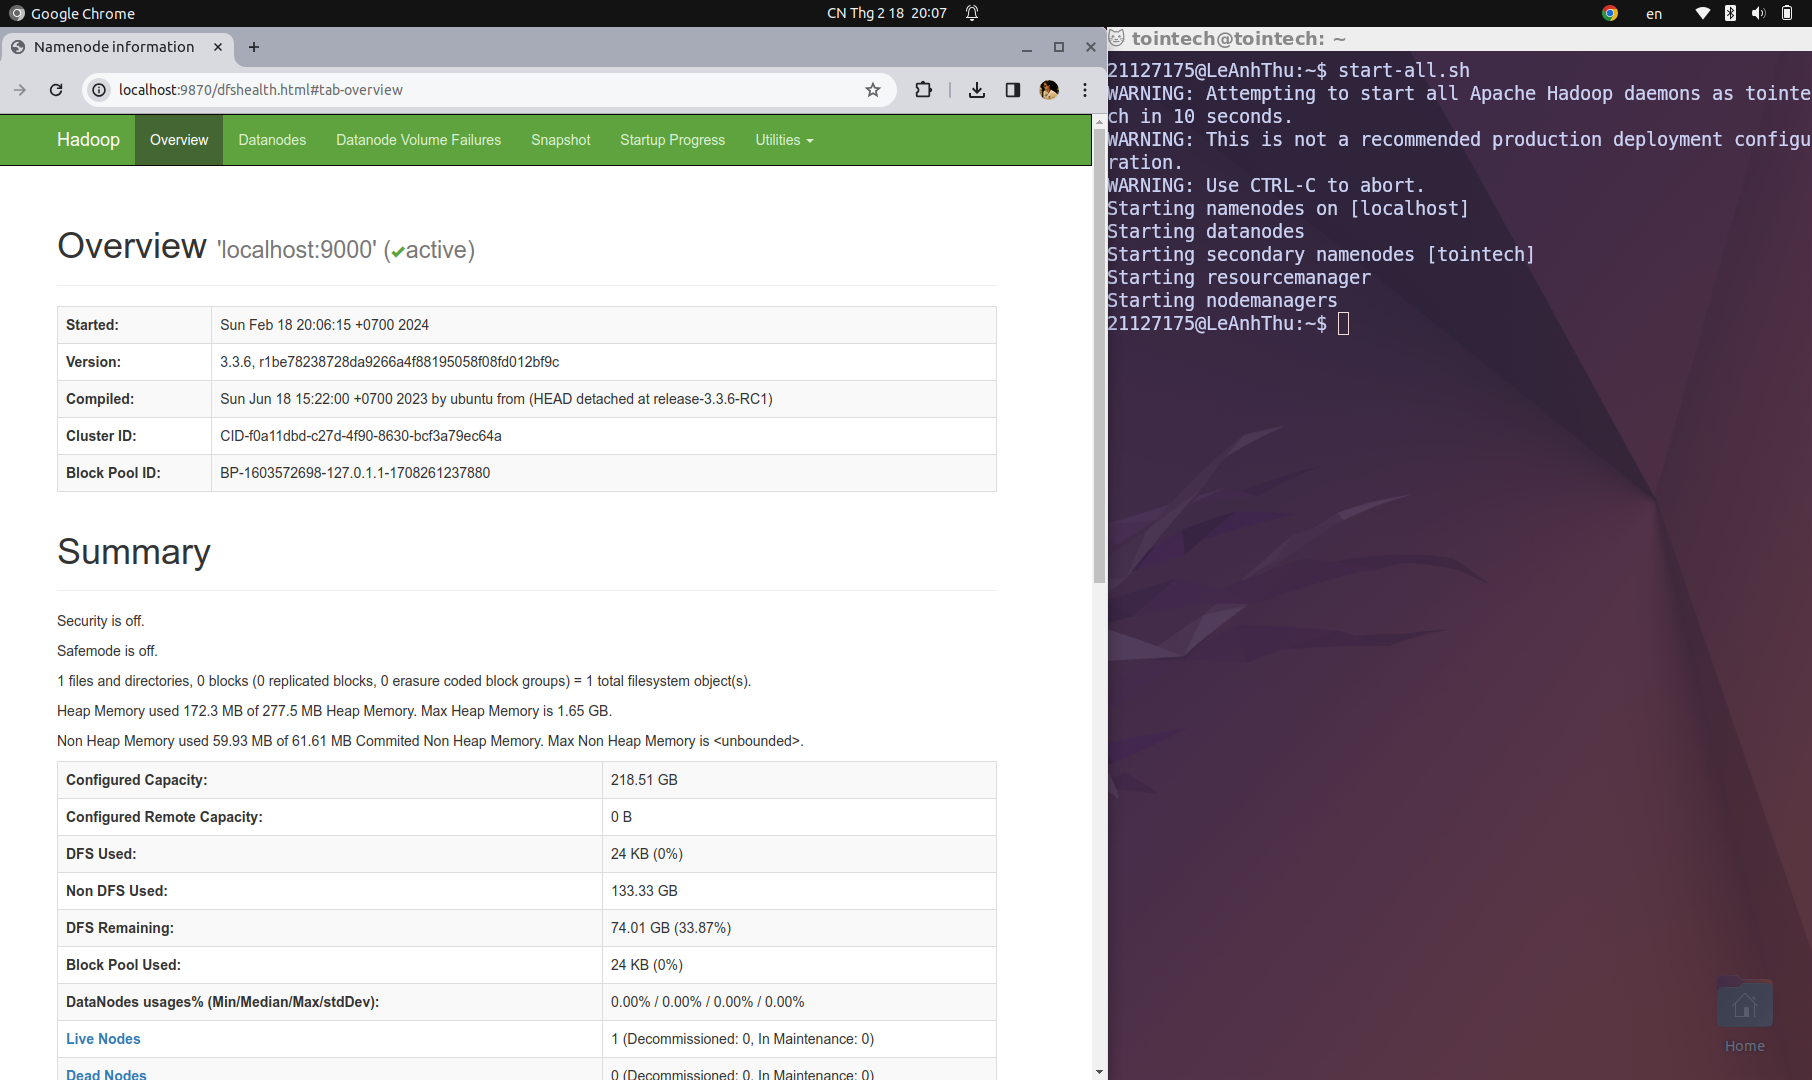 Google Chrome
CN Thg 2 18 20:07
en
Namenode information
localhost:9870/dfshealth.html#tab-overview
Hadoop Overview Datanodes Datanode Volume Failures Snapshot Startup Progress Utilities
Overview 'localhost:9000' (✔active)
Started: Sun Feb 18 20:06:15 +0700 2024
Version: 3.3.6, r1be78238728da9266a4f88195058f08fd012bf9c
Compiled: Sun Jun 18 15:22:00 +0700 2023 by ubuntu from (HEAD detached at release-3.3.6-RC1)
Cluster ID: CID-f0a11dbd-c27d-4f90-8630-bcf3a79ec64a
Block Pool ID: BP-1603572698-127.0.1.1-1708261237880
Summary
Security is off.
Safemode is off.
1 files and directories, 0 blocks (0 replicated blocks, 0 erasure coded block groups) = 1 total filesystem object(s).
Heap Memory used 172.3 MB of 277.5 MB Heap Memory. Max Heap Memory is 1.65 GB.
Non Heap Memory used 59.93 MB of 61.61 MB Commited Non Heap Memory. Max Non Heap Memory is <unbounded>.
Configured Capacity: 218.51 GB
Configured Remote Capacity: 0 B
DFS Used: 24 KB (0%)
Non DFS Used: 133.33 GB
DFS Remaining: 74.01 GB (33.87%)
Block Pool Used: 24 KB (0%)
DataNodes usages% (Min/Median/Max/stdDev): 0.00% / 0.00% / 0.00% / 0.00%
Live Nodes 1 (Decommissioned: 0, In Maintenance: 0)
Dead Nodes 0 (Decommissioned: 0, In Maintenance: 0)
tointech@tointech: ~
21127175@LeAnhThu:~$ start-all.sh
WARNING: Attempting to start all Apache Hadoop daemons as tointe
ch in 10 seconds.
WARNING: This is not a recommended production deployment configu
ration.
WARNING: Use CTRL-C to abort.
Starting namenodes on [localhost]
Starting datanodes
Starting secondary namenodes [tointech]
Starting resourcemanager
Starting nodemanagers
21127175@LeAnhThu:~$
Home